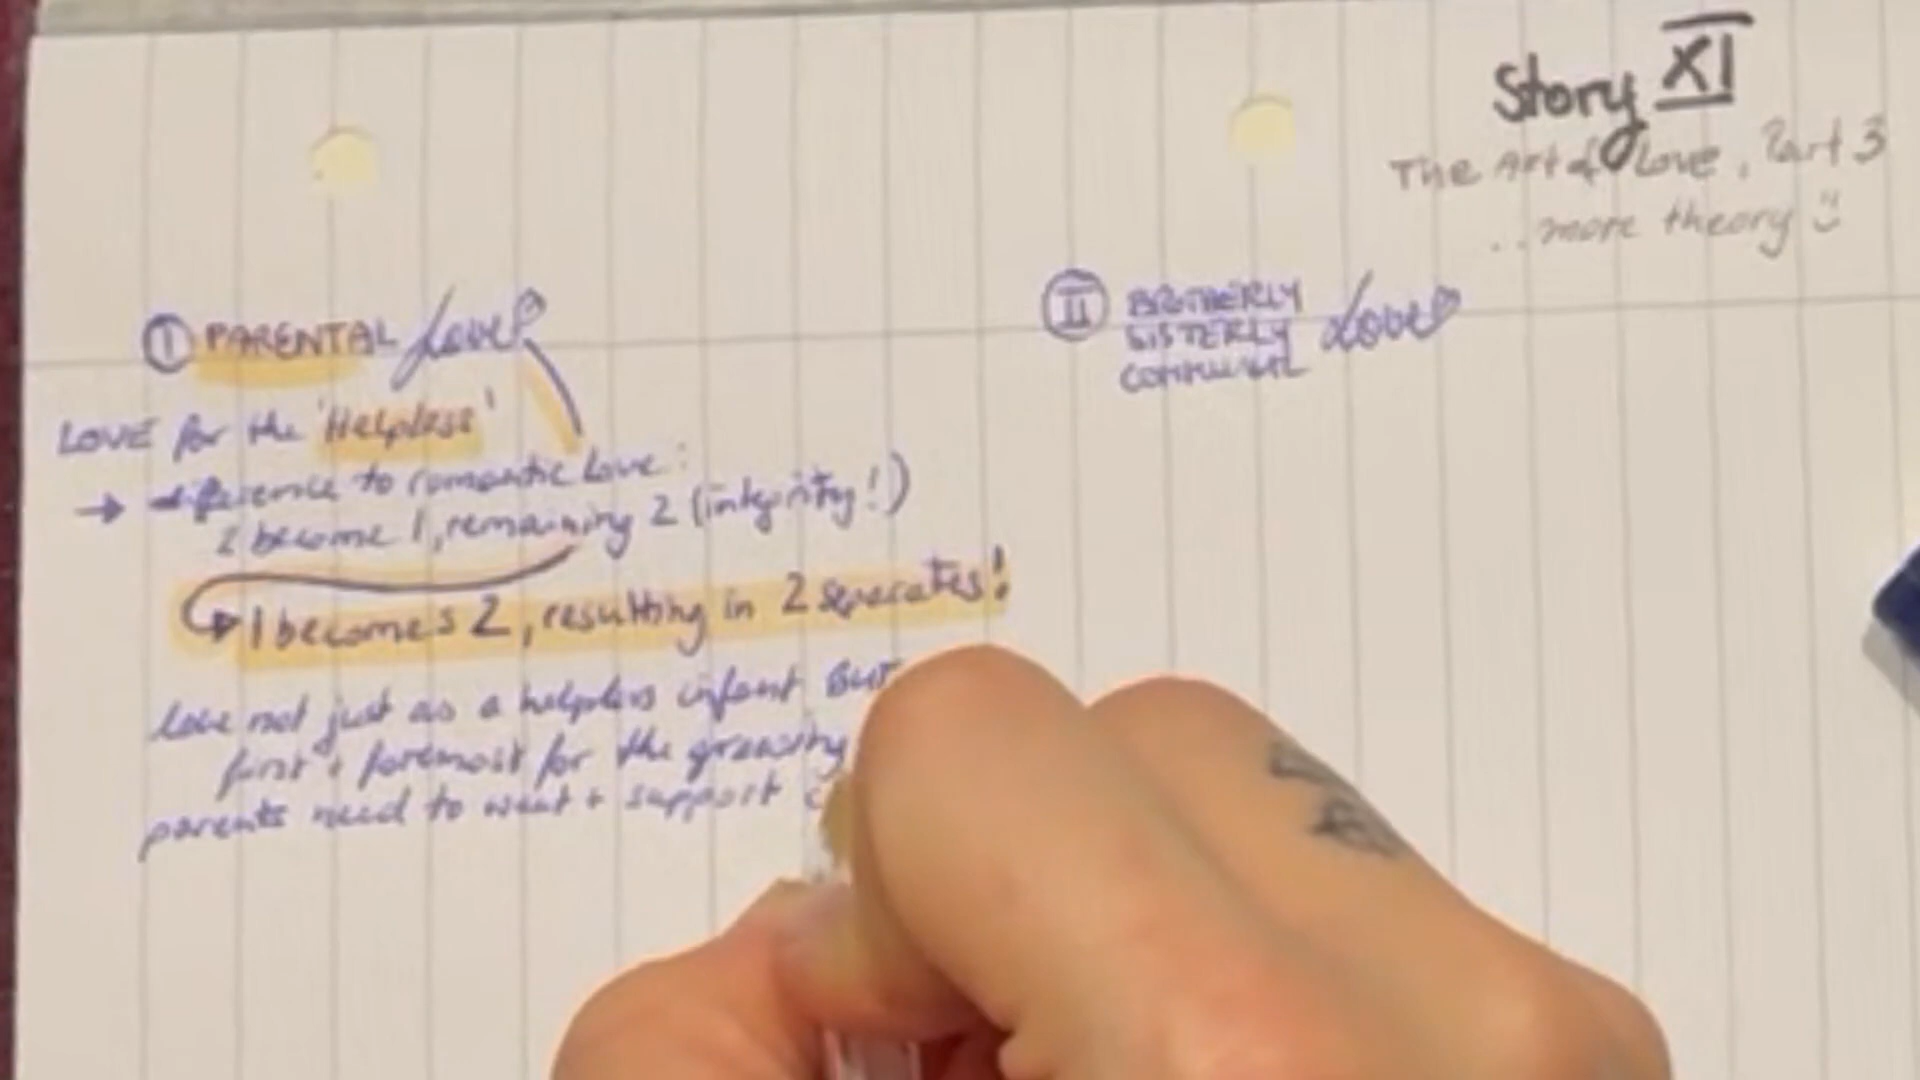 Story XI
The Art of Love, Part 3
...more theory
I PARENTAL Love
LOVE for the 'Helpless'
→ difference to romantic Love:
2 become 1, remaining 2 (integrity!)
1 becomes 2, resulting in 2 separates!
love not just as a helpless infant BUT
first + foremost for the growing
parents need to want + support
II BROTHERLY
SISTERLY Love
COMMUNAL